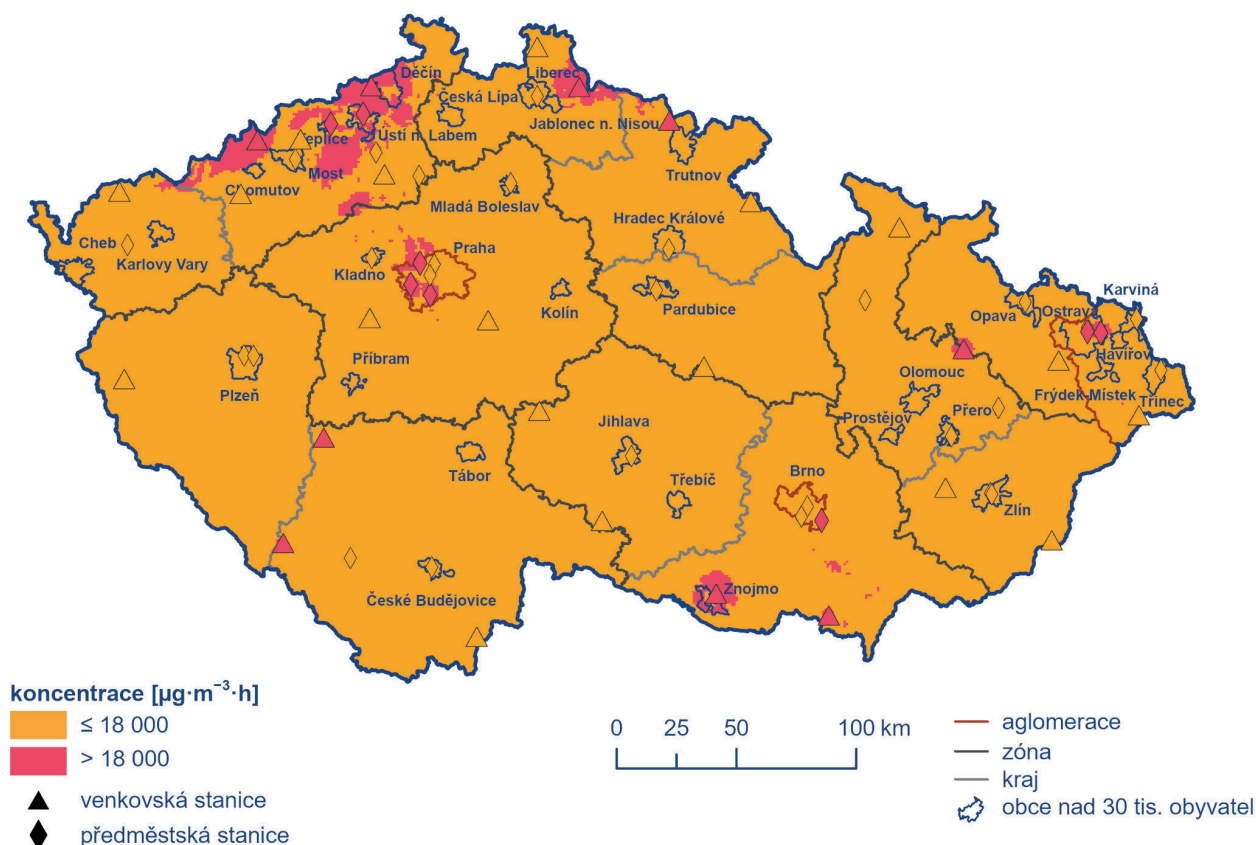 Děčín
Liberec
Česká Lípa
Jablonec n. Nisou
Teplice
Ústí n. Labem
Most
Chomutov
Trutnov
Mladá Boleslav
Hradec Králové
Cheb
Karlovy Vary
Praha
Kladno
Kolín
Pardubice
Karviná
Opava
Ostrava
Havířov
Příbram
Plzeň
Olomouc
Frýdek-Místek
Třinec
Prostějov
Přero
Jihlava
Tábor
Třebíč
Brno
Zlín
Znojmo
České Budějovice
koncentrace [µg·m⁻³·h]
≤ 18 000
> 18 000
venkovská stanice
předměstská stanice
0 25 50 100 km
aglomerace
zóna
kraj
obce nad 30 tis. obyvatel